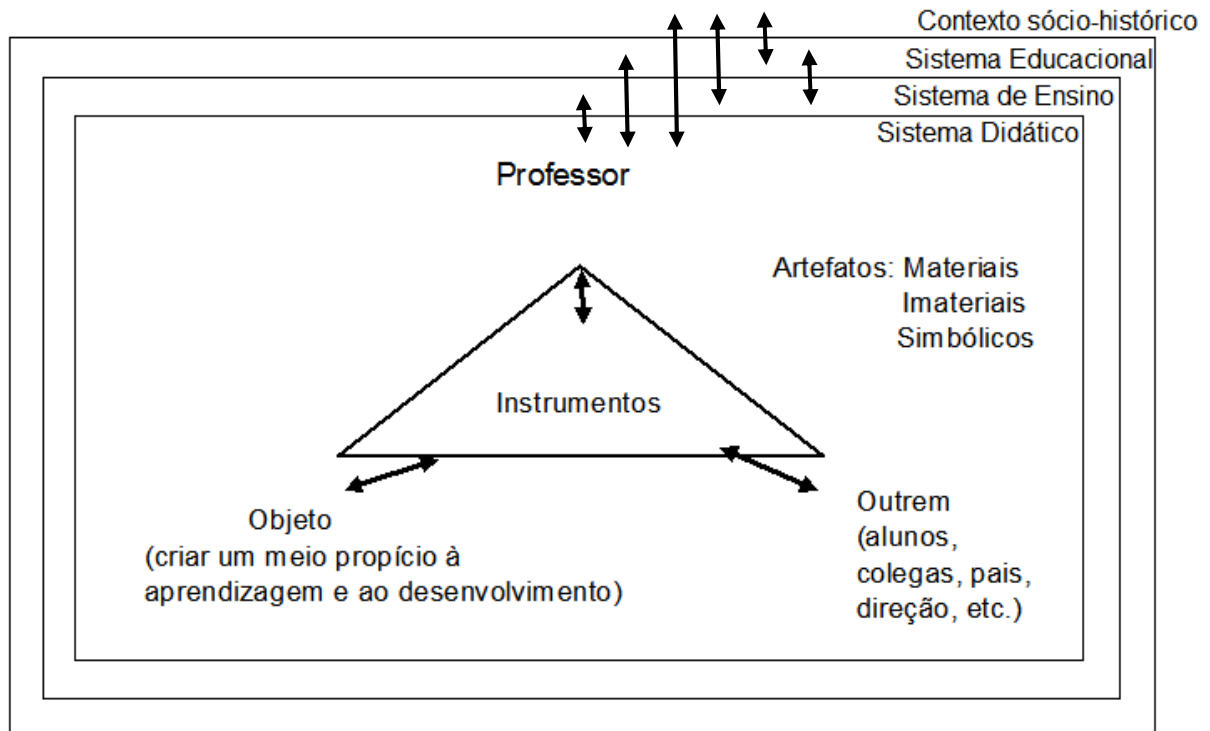 Contexto sócio-histórico
Sistema Educacional
Sistema de Ensino
Sistema Didático
Professor
Artefatos: Materiais
Imateriais
Simbólicos
Instrumentos
Objeto
(criar um meio propício à
aprendizagem e ao desenvolvimento)
Outrem
(alunos,
colegas, pais,
direção, etc.)